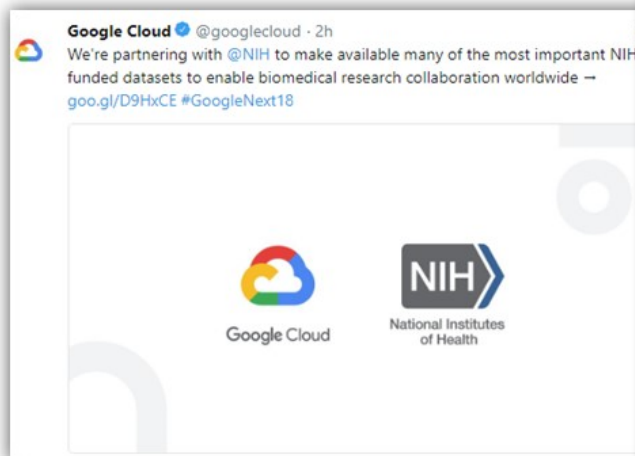 Google Cloud @googlecloud · 2h
We're partnering with @NIH to make available many of the most important NIH
funded datasets to enable biomedical research collaboration worldwide →
goo.gl/D9HxCE #GoogleNext18
NIH
Google Cloud
National Institutes
of Health